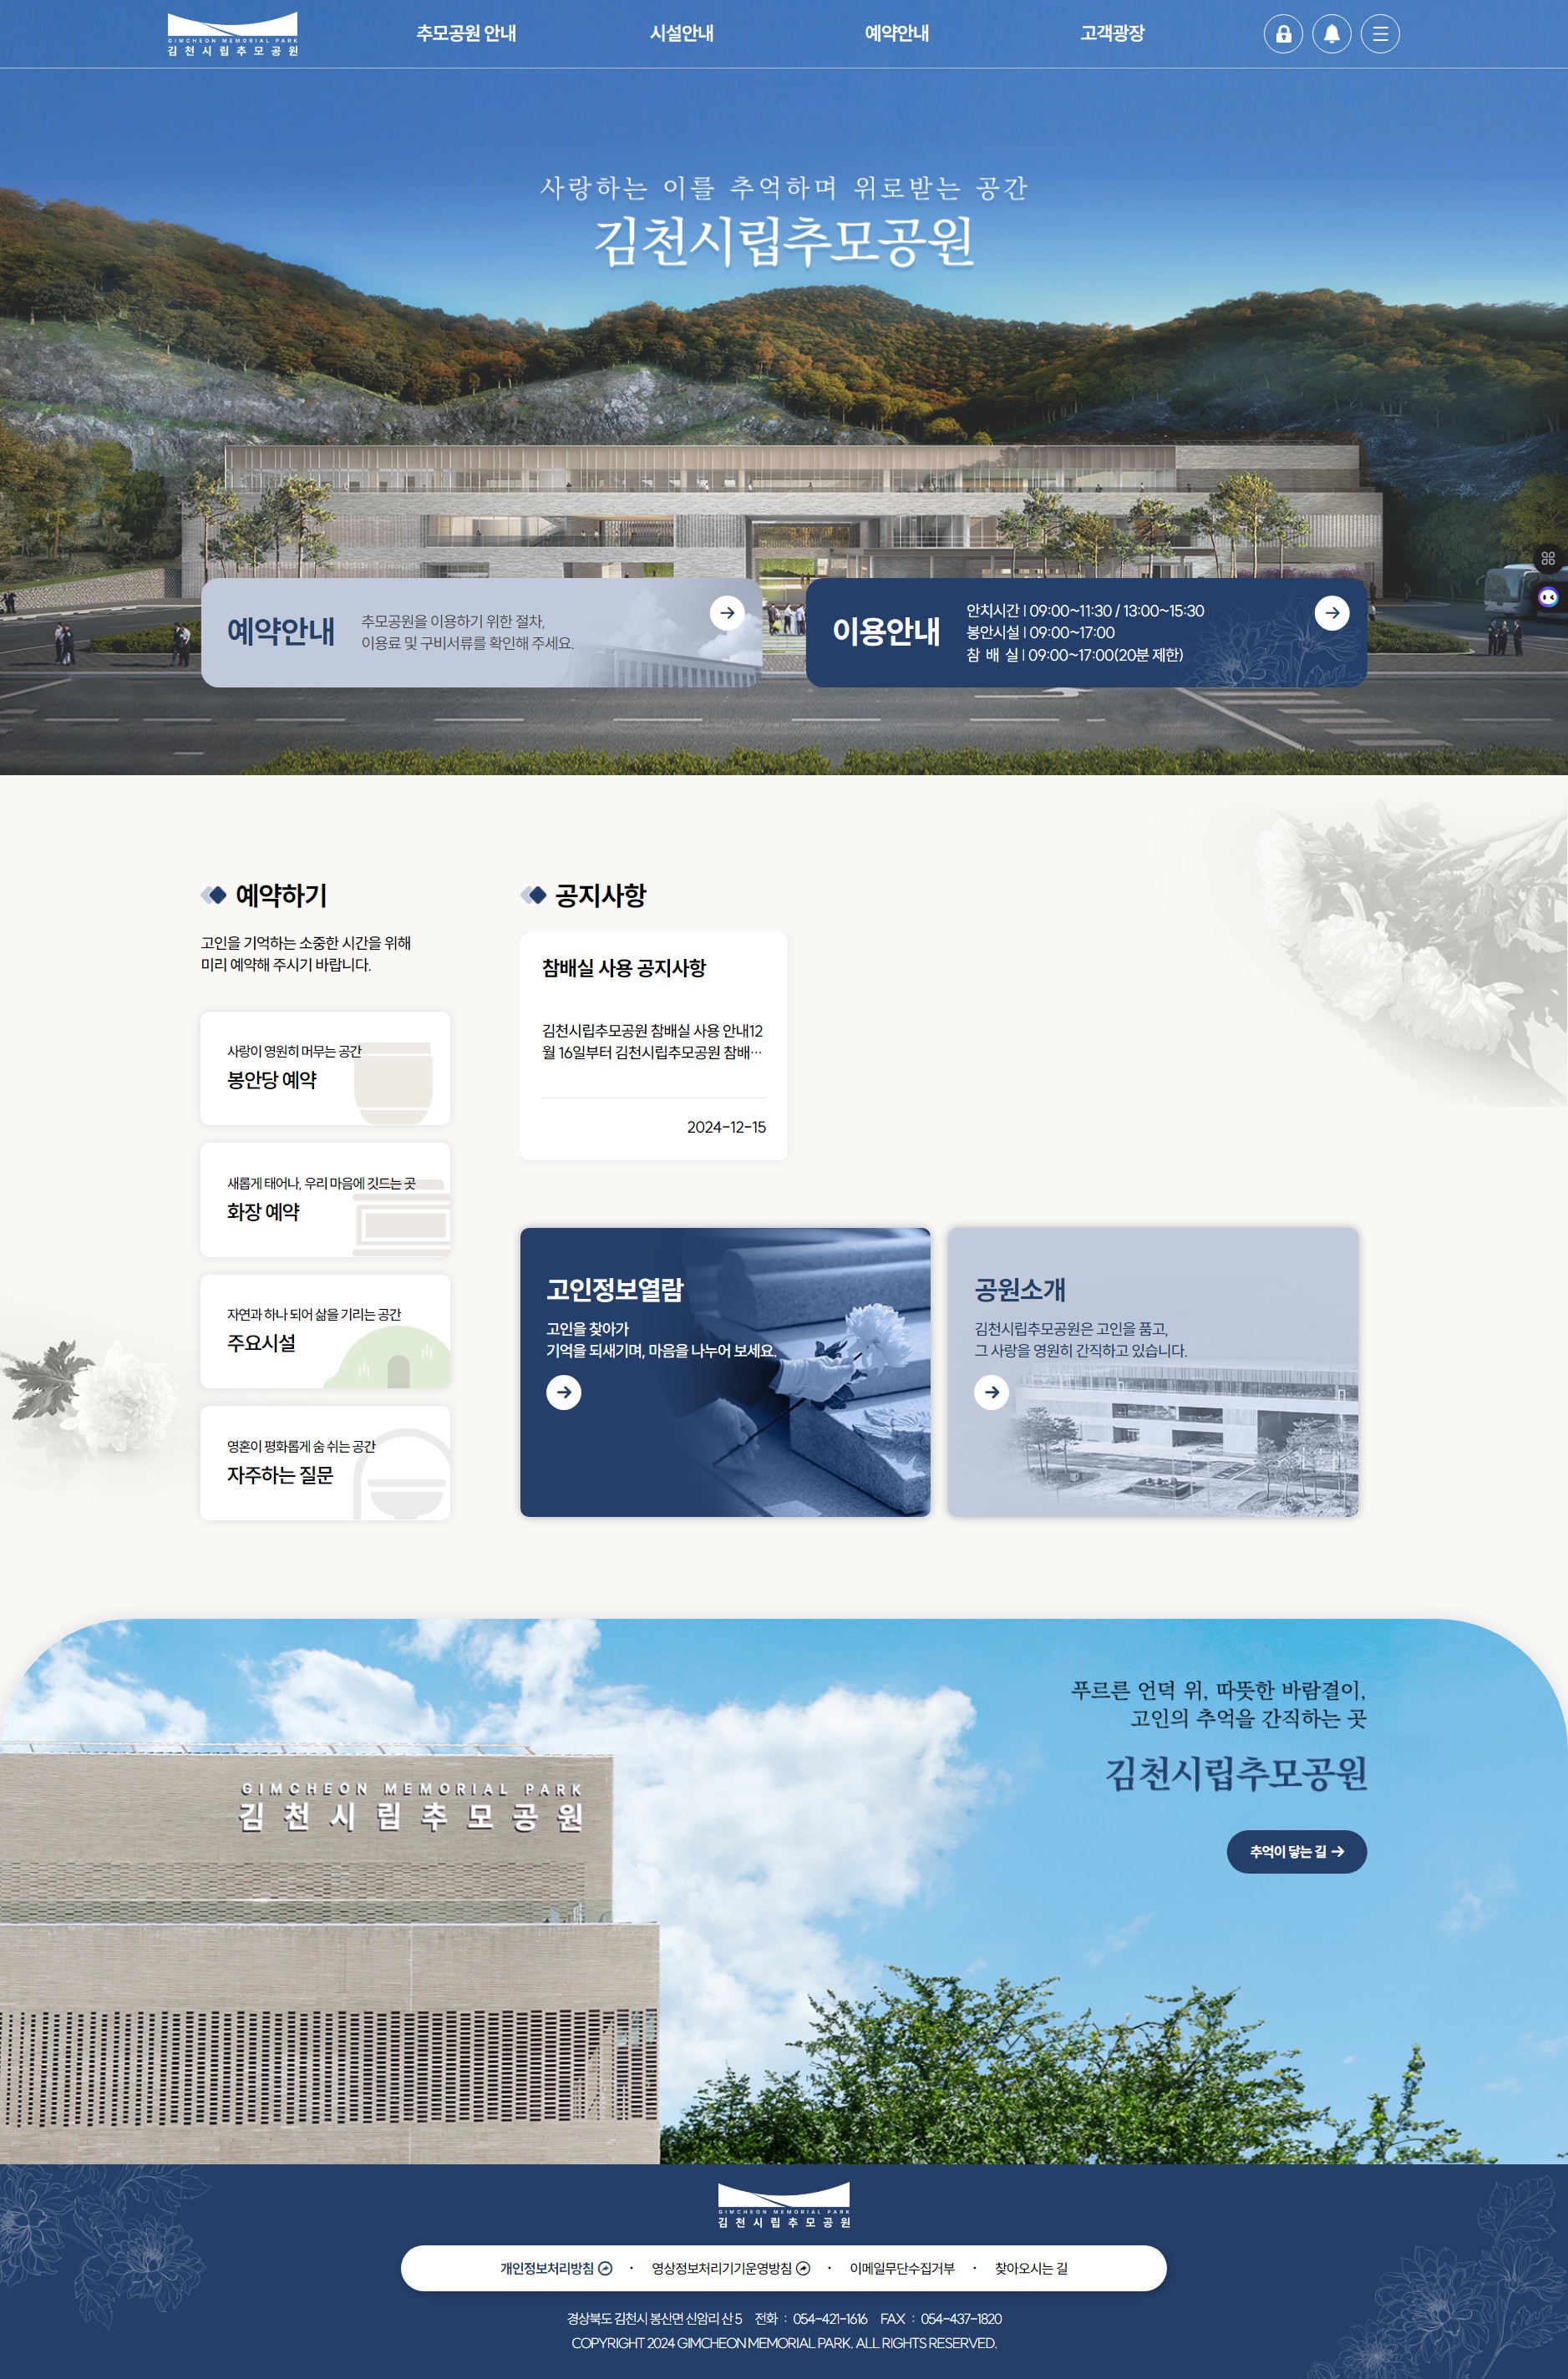 GIMCHEON MEMORIAL PARK
김천시립추모공원
추모공원 안내
시설안내
예약안내
고객광장
사랑하는 이를 추억하며 위로받는 공간
김천시립추모공원
예약안내
추모공원을 이용하기 위한 절차,
이용료 및 구비서류를 확인해 주세요.
이용안내
안치시간 | 09:00~11:30 / 13:00~15:30
봉안시설 | 09:00~17:00
참 배 실 | 09:00~17:00(20분 제한)
예약하기
고인을 기억하는 소중한 시간을 위해
미리 예약해 주시기 바랍니다.
사랑이 영원히 머무는 공간
봉안당 예약
새롭게 태어나, 우리 마음에 깃드는 곳
화장 예약
자연과 하나 되어 삶을 기리는 공간
주요시설
영혼이 평화롭게 숨 쉬는 공간
자주하는 질문
공지사항
참배실 사용 공지사항
김천시립추모공원 참배실 사용 안내12
월 16일부터 김천시립추모공원 참배…
2024-12-15
고인정보열람
고인을 찾아가
기억을 되새기며, 마음을 나누어 보세요.
공원소개
김천시립추모공원은 고인을 품고,
그 사랑을 영원히 간직하고 있습니다.
푸르른 언덕 위, 따뜻한 바람결이,
고인의 추억을 간직하는 곳
김천시립추모공원
추억이 닿는 길
GIMCHEON MEMORIAL PARK
김천시립추모공원
GIMCHEON MEMORIAL PARK
김천시립추모공원
개인정보처리방침 · 영상정보처리기기운영방침 · 이메일무단수집거부 · 찾아오시는 길
경상북도 김천시 봉산면 신암리 산 5 전화 : 054-421-1616 FAX : 054-437-1820
COPYRIGHT 2024 GIMCHEON MEMORIAL PARK. ALL RIGHTS RESERVED.